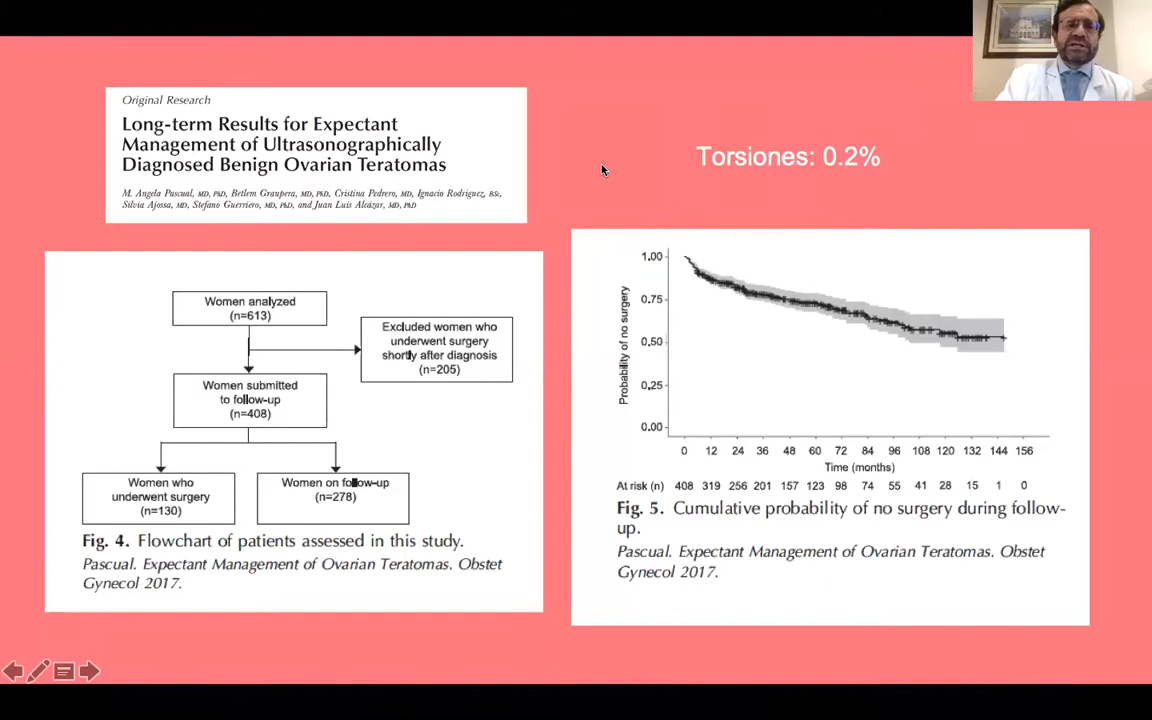 Original Research
Long-term Results for Expectant
Management of Ultrasonographically
Diagnosed Benign Ovarian Teratomas
M. Angela Pascual, MD, PhD, Betlem Graupera, MD, PhD, Cristina Pedrero, MD, Ignacio Rodriguez, BSc,
Silvia Ajossa, MD, Stefano Guerriero, MD, PhD, and Juan Luis Alcázar, MD, PhD
Torsiones: 0.2%
Women analyzed
(n=613)
Excluded women who
underwent surgery
shortly after diagnosis
(n=205)
Women submitted
to follow-up
(n=408)
Women who
underwent surgery
(n=130)
Women on follow-up
(n=278)
Fig. 4. Flowchart of patients assessed in this study.
Pascual. Expectant Management of Ovarian Teratomas. Obstet
Gynecol 2017.
Probability of no surgery
1.00
0.75
0.50
0.25
0.00
0 12 24 36 48 60 72 84 96 108 120 132 144 156
Time (months)
At risk (n) 408 319 256 201 157 123 98 74 55 41 28 15 1 0
Fig. 5. Cumulative probability of no surgery during follow-
up.
Pascual. Expectant Management of Ovarian Teratomas. Obstet
Gynecol 2017.